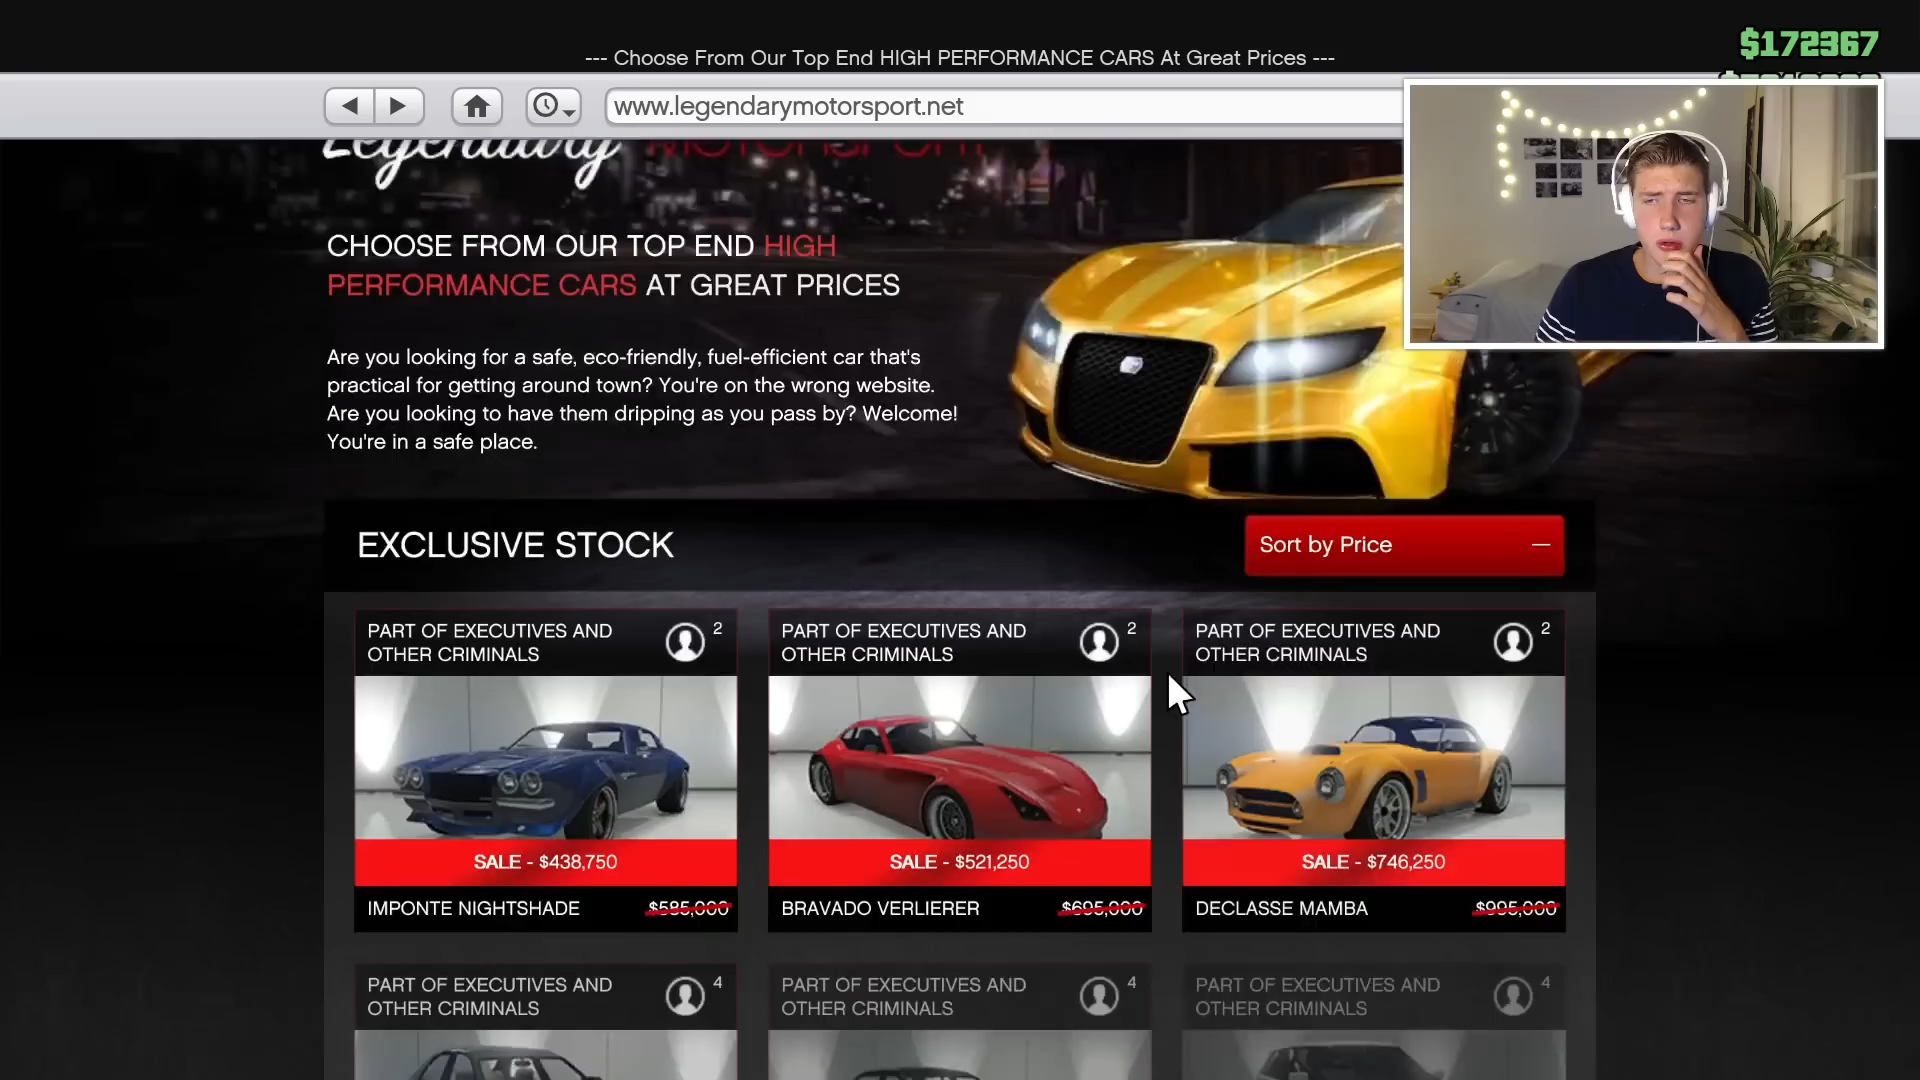 --- Choose From Our Top End HIGH PERFORMANCE CARS At Great Prices ---
$172367
www.legendarymotorsport.net
Legendary MOTORSPORT
CHOOSE FROM OUR TOP END HIGH
PERFORMANCE CARS AT GREAT PRICES
Are you looking for a safe, eco-friendly, fuel-efficient car that's
practical for getting around town? You're on the wrong website.
Are you looking to have them dripping as you pass by? Welcome!
You're in a safe place.
EXCLUSIVE STOCK
Sort by Price
PART OF EXECUTIVES AND
OTHER CRIMINALS
2
SALE - $438,750
IMPONTE NIGHTSHADE $585,000
PART OF EXECUTIVES AND
OTHER CRIMINALS
2
SALE - $521,250
BRAVADO VERLIERER $695,000
PART OF EXECUTIVES AND
OTHER CRIMINALS
2
SALE - $746,250
DECLASSE MAMBA $995,000
PART OF EXECUTIVES AND
OTHER CRIMINALS
4
PART OF EXECUTIVES AND
OTHER CRIMINALS
4
PART OF EXECUTIVES AND
OTHER CRIMINALS
4